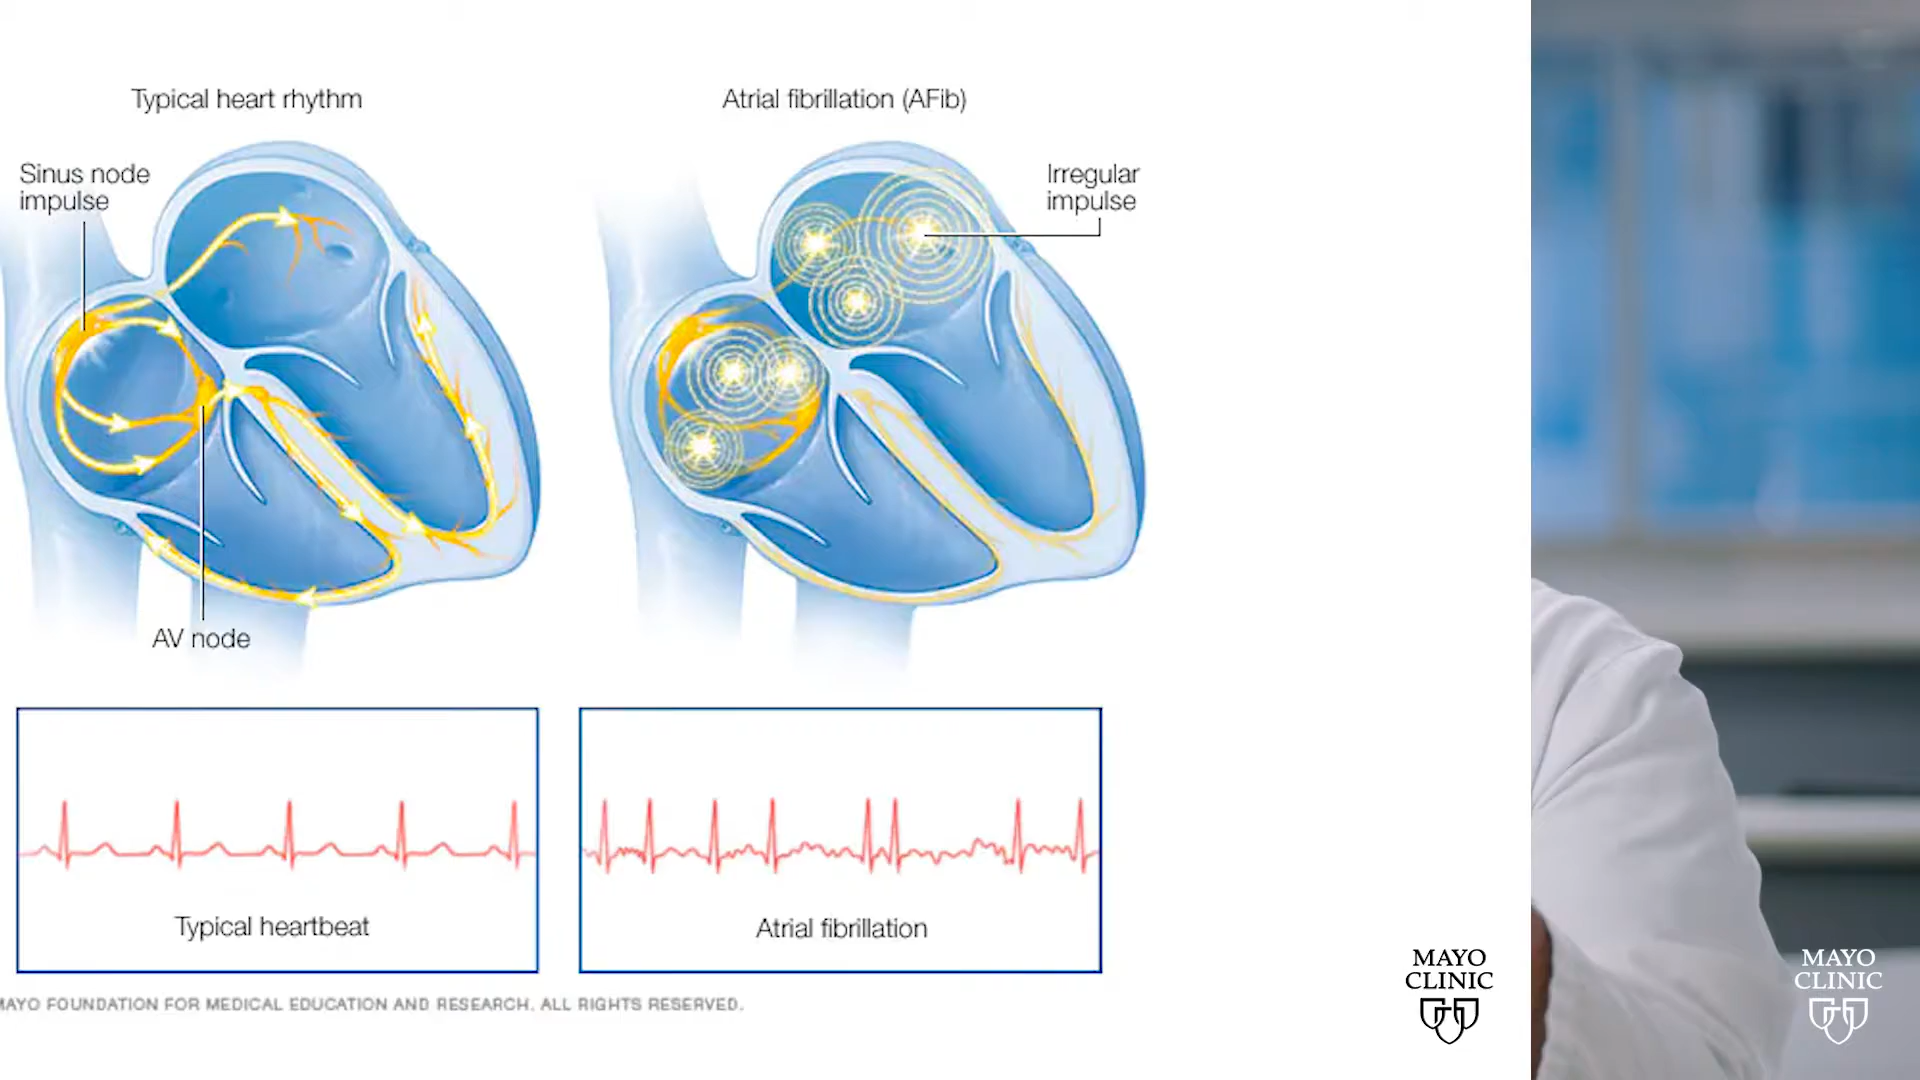 Typical heart rhythm
Atrial fibrillation (AFib)
Sinus node
impulse
Irregular
impulse
AV node
Typical heartbeat
Atrial fibrillation
MAYO FOUNDATION FOR MEDICAL EDUCATION AND RESEARCH. ALL RIGHTS RESERVED.
MAYO
CLINIC
MAYO
CLINIC